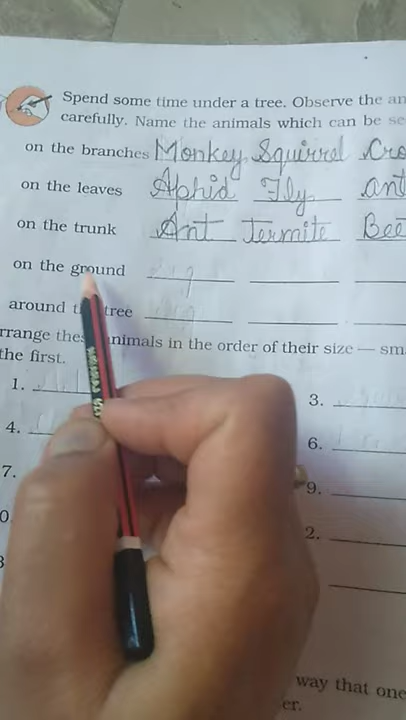 Spend some time under a tree. Observe the an
carefully. Name the animals which can be se
on the branches Monkey Squirrel Cro
on the leaves Aphid Fly ant
on the trunk Ant Termite Bee
on the ground
around tree
rrange thes nimals in the order of their size — sm
the first.
1. 3.
4. 6.
7. 9.
0 2.
way that one
er.